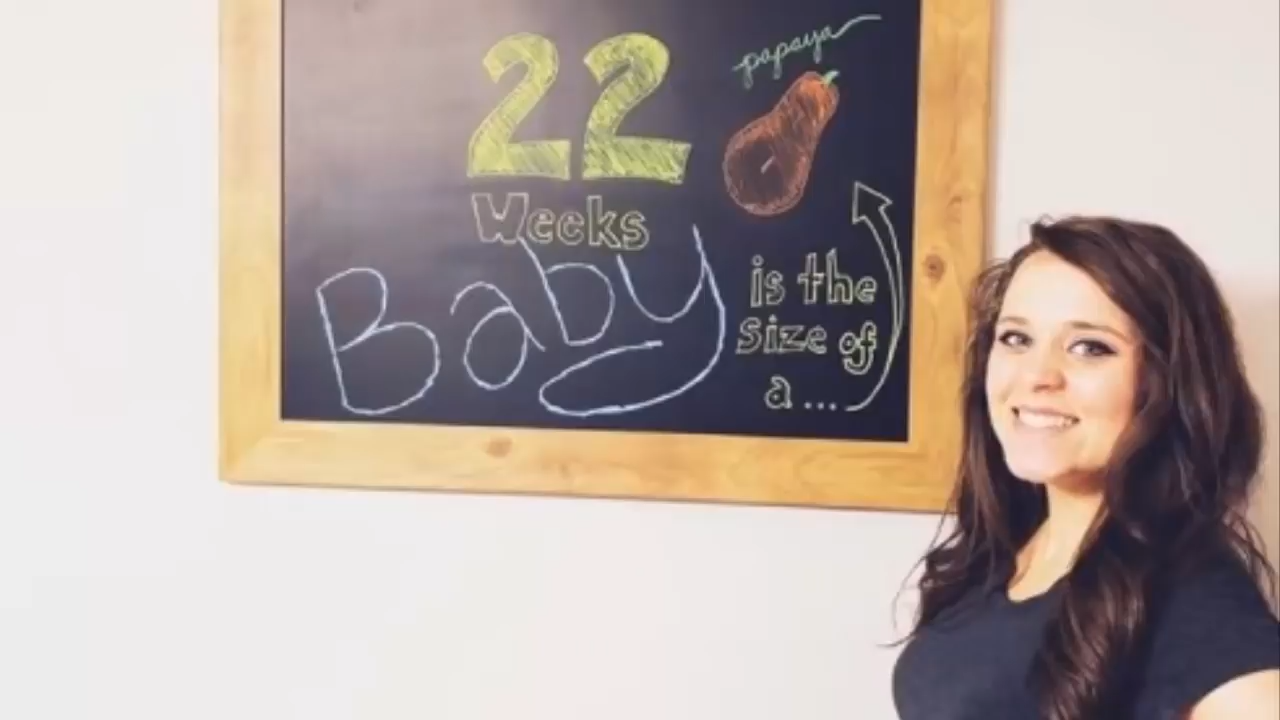 22
Weeks
Baby
is the
size of
a ...
papaya